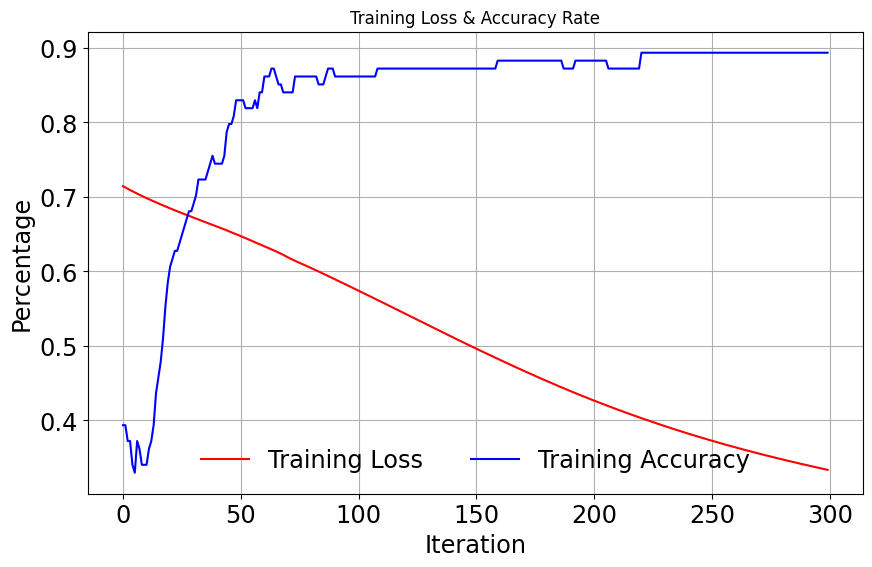 Training Loss & Accuracy Rate
0.9
0.8
0.7
0.6
0.5
0.4
Percentage
Training Loss
Training Accuracy
0
50
100
150
200
250
300
Iteration